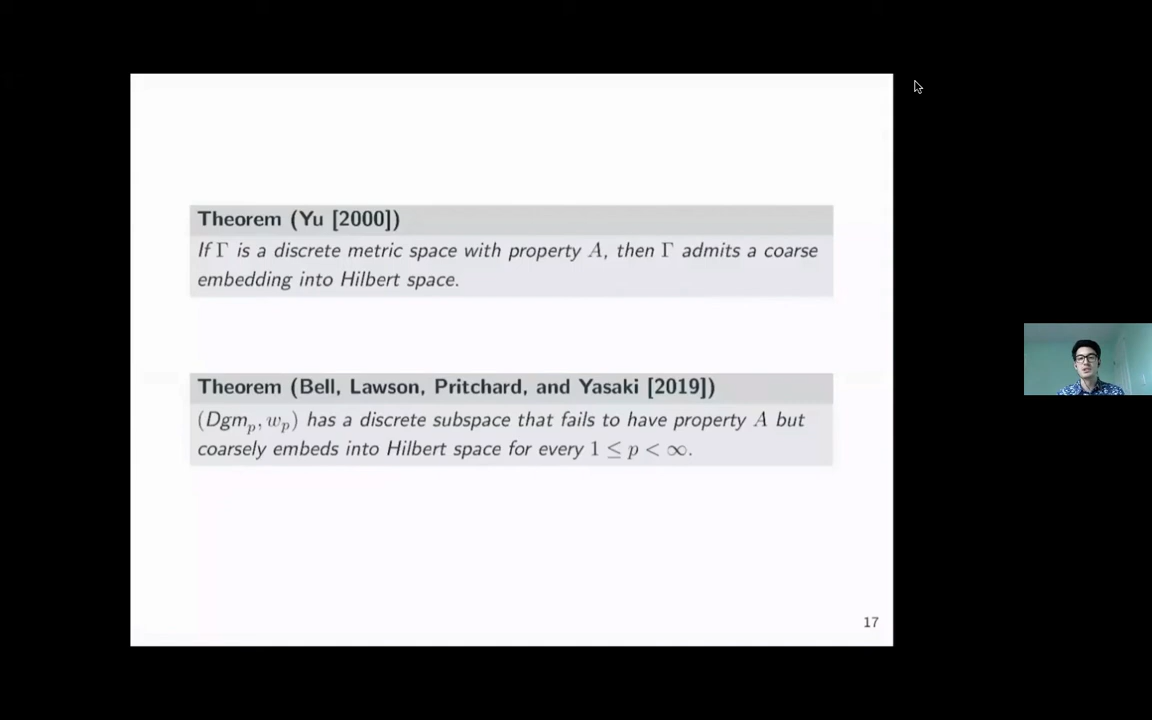 Theorem (Yu [2000])
If Γ is a discrete metric space with property A, then Γ admits a coarse
embedding into Hilbert space.
Theorem (Bell, Lawson, Pritchard, and Yasaki [2019])
(Dgm_p, w_p) has a discrete subspace that fails to have property A but
coarsely embeds into Hilbert space for every 1 ≤ p < ∞.
17